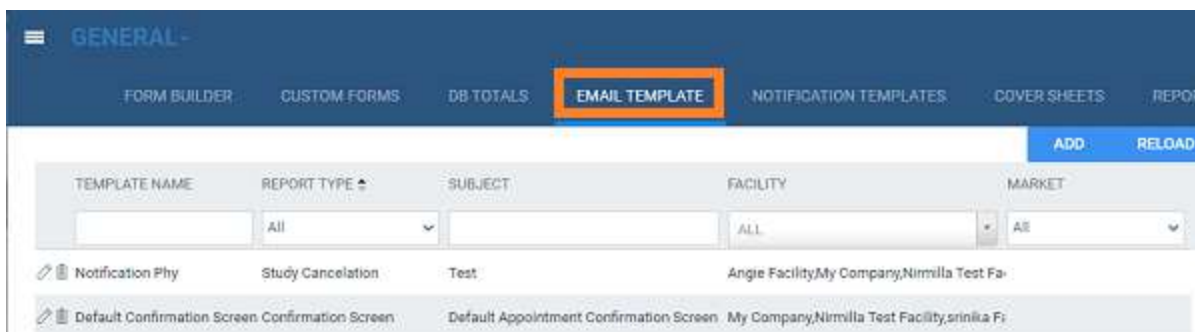 GENERAL-
FORM BUILDER CUSTOM FORMS DB TOTALS EMAIL TEMPLATE NOTIFICATION TEMPLATES COVER SHEETS REPO
ADD RELOAD
TEMPLATE NAME REPORT TYPE SUBJECT FACILITY MARKET
All ALL All
Notification Phy Study Cancelation Test Angie Facility,My Company,Nirmilla Test Fa
Default Confirmation Screen Confirmation Screen Default Appointment Confirmation Screen My Company,Nirmilla Test Facility,srinika Fa